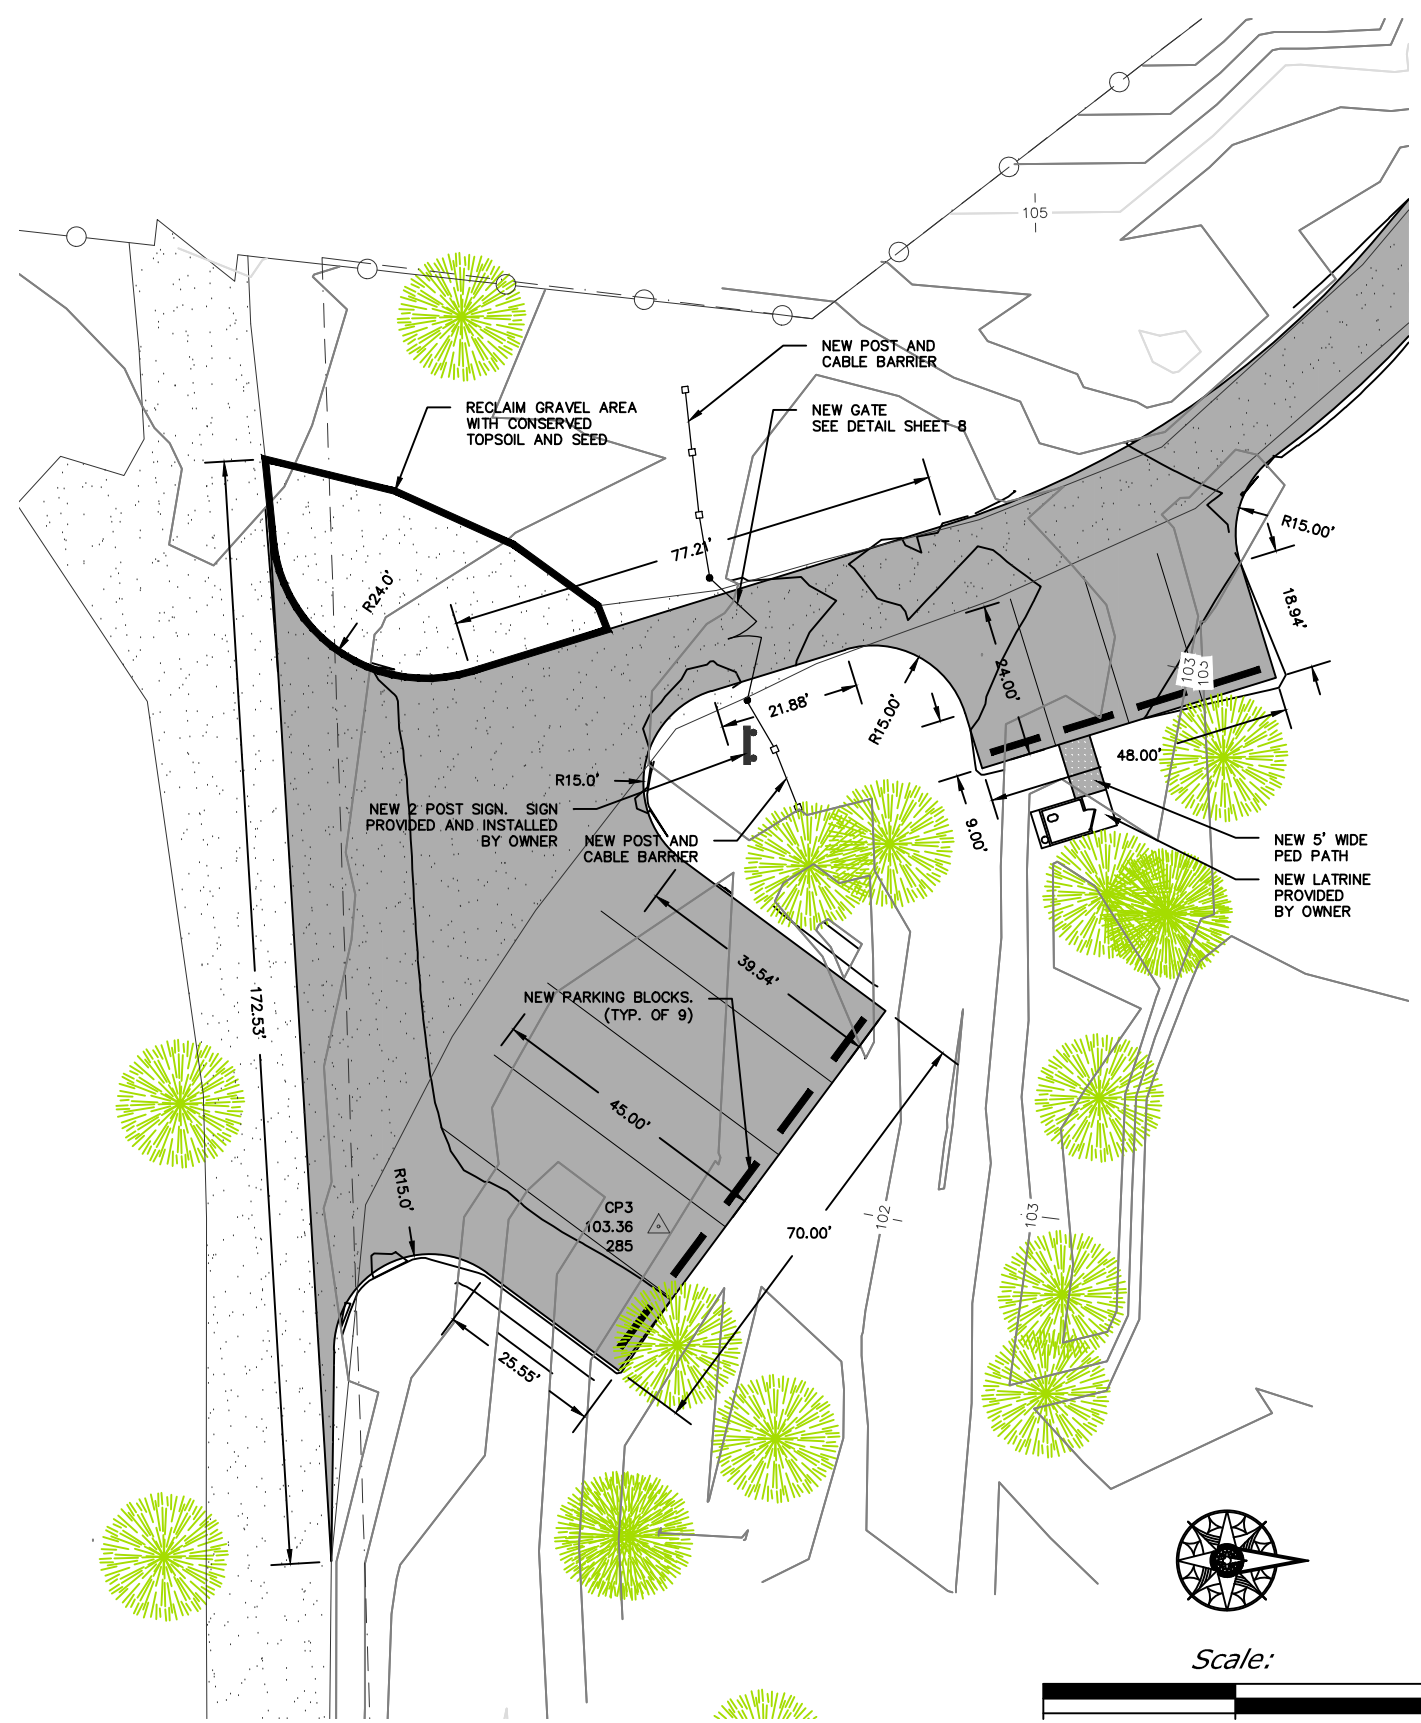 105
NEW POST AND
CABLE BARRIER
RECLAIM GRAVEL AREA
WITH CONSERVED
TOPSOIL AND SEED
NEW GATE
SEE DETAIL SHEET 8
77.21'
R15.00'
R24.0'
18.94'
24.00'
103
103
21.88'
R15.00'
48.00'
R15.0'
NEW 2 POST SIGN. SIGN
PROVIDED AND INSTALLED
BY OWNER
NEW POST AND
CABLE BARRIER
9.00'
NEW 5' WIDE
PED PATH
NEW LATRINE
PROVIDED
BY OWNER
39.54'
NEW PARKING BLOCKS.
(TYP. OF 9)
172.53'
45.00'
R15.0'
CP3
103.36
285
70.00'
102
103
25.55'
Scale: